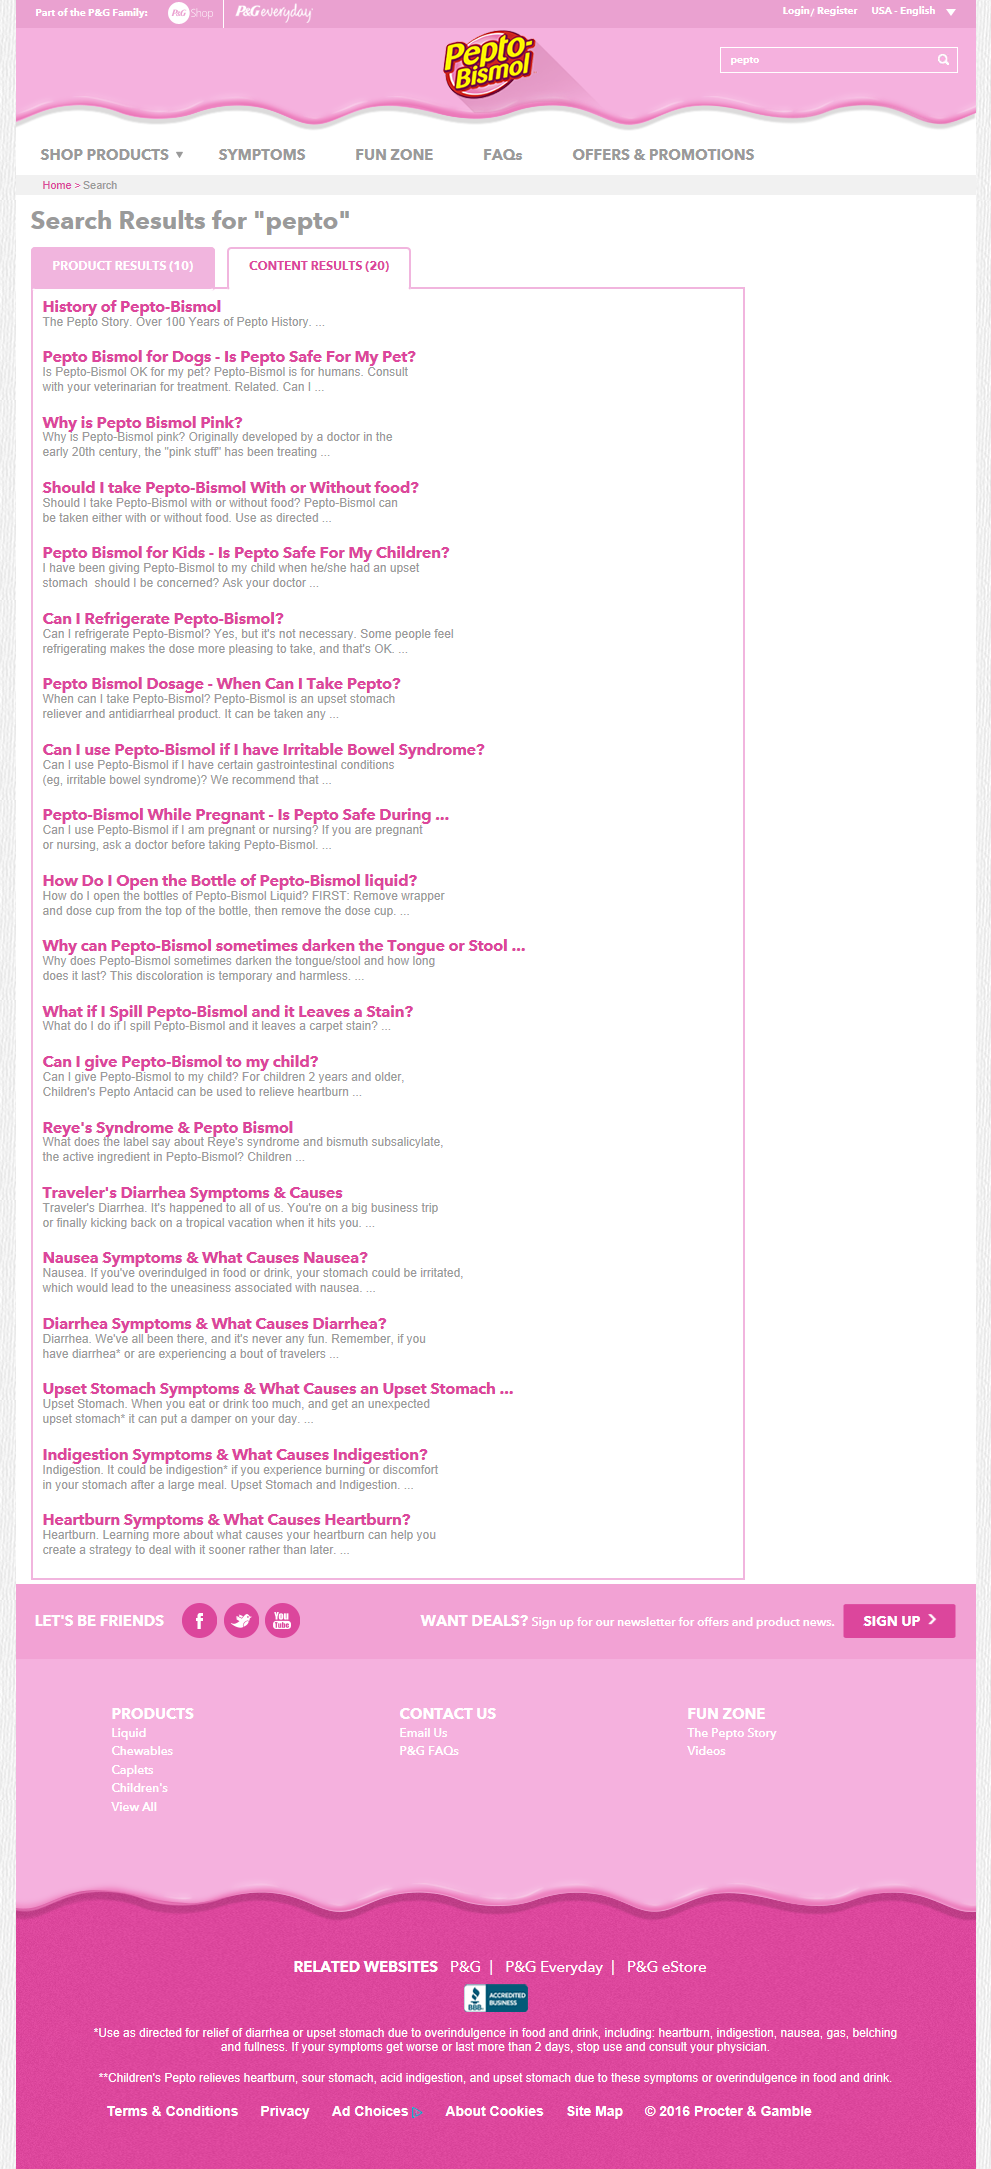 Part of the P&G Family: P&G Shop P&G everyday Login/ Register USA - English
Pepto-
Bismol
pepto
SHOP PRODUCTS ▼ SYMPTOMS FUN ZONE FAQs OFFERS & PROMOTIONS
Home > Search
Search Results for "pepto"
PRODUCT RESULTS (10) CONTENT RESULTS (20)
History of Pepto-Bismol
The Pepto Story. Over 100 Years of Pepto History. ...
Pepto Bismol for Dogs - Is Pepto Safe For My Pet?
Is Pepto-Bismol OK for my pet? Pepto-Bismol is for humans. Consult
with your veterinarian for treatment. Related. Can I ...
Why is Pepto Bismol Pink?
Why is Pepto-Bismol pink? Originally developed by a doctor in the
early 20th century, the "pink stuff" has been treating ...
Should I take Pepto-Bismol With or Without food?
Should I take Pepto-Bismol with or without food? Pepto-Bismol can
be taken either with or without food. Use as directed ...
Pepto Bismol for Kids - Is Pepto Safe For My Children?
I have been giving Pepto-Bismol to my child when he/she had an upset
stomach  should I be concerned? Ask your doctor ...
Can I Refrigerate Pepto-Bismol?
Can I refrigerate Pepto-Bismol? Yes, but it's not necessary. Some people feel
refrigerating makes the dose more pleasing to take, and that's OK. ...
Pepto Bismol Dosage - When Can I Take Pepto?
When can I take Pepto-Bismol? Pepto-Bismol is an upset stomach
reliever and antidiarrheal product. It can be taken any ...
Can I use Pepto-Bismol if I have Irritable Bowel Syndrome?
Can I use Pepto-Bismol if I have certain gastrointestinal conditions
(eg, irritable bowel syndrome)? We recommend that ...
Pepto-Bismol While Pregnant - Is Pepto Safe During ...
Can I use Pepto-Bismol if I am pregnant or nursing? If you are pregnant
or nursing, ask a doctor before taking Pepto-Bismol. ...
How Do I Open the Bottle of Pepto-Bismol liquid?
How do I open the bottles of Pepto-Bismol Liquid? FIRST: Remove wrapper
and dose cup from the top of the bottle, then remove the dose cup. ...
Why can Pepto-Bismol sometimes darken the Tongue or Stool ...
Why does Pepto-Bismol sometimes darken the tongue/stool and how long
does it last? This discoloration is temporary and harmless. ...
What if I Spill Pepto-Bismol and it Leaves a Stain?
What do I do if I spill Pepto-Bismol and it leaves a carpet stain? ...
Can I give Pepto-Bismol to my child?
Can I give Pepto-Bismol to my child? For children 2 years and older,
Children's Pepto Antacid can be used to relieve heartburn ...
Reye's Syndrome & Pepto Bismol
What does the label say about Reye's syndrome and bismuth subsalicylate,
the active ingredient in Pepto-Bismol? Children ...
Traveler's Diarrhea Symptoms & Causes
Traveler's Diarrhea. It's happened to all of us. You're on a big business trip
or finally kicking back on a tropical vacation when it hits you. ...
Nausea Symptoms & What Causes Nausea?
Nausea. If you've overindulged in food or drink, your stomach could be irritated,
which would lead to the uneasiness associated with nausea. ...
Diarrhea Symptoms & What Causes Diarrhea?
Diarrhea. We've all been there, and it's never any fun. Remember, if you
have diarrhea* or are experiencing a bout of travelers ...
Upset Stomach Symptoms & What Causes an Upset Stomach ...
Upset Stomach. When you eat or drink too much, and get an unexpected
upset stomach* it can put a damper on your day. ...
Indigestion Symptoms & What Causes Indigestion?
Indigestion. It could be indigestion* if you experience burning or discomfort
in your stomach after a large meal. Upset Stomach and Indigestion. ...
Heartburn Symptoms & What Causes Heartburn?
Heartburn. Learning more about what causes your heartburn can help you
create a strategy to deal with it sooner rather than later. ...
LET'S BE FRIENDS f You Tube WANT DEALS? Sign up for our newsletter for offers and product news. SIGN UP >
PRODUCTS CONTACT US FUN ZONE
Liquid Email Us The Pepto Story
Chewables P&G FAQs Videos
Caplets
Children's
View All
RELATED WEBSITES P&G | P&G Everyday | P&G eStore
BBB. ACCREDITED BUSINESS
*Use as directed for relief of diarrhea or upset stomach due to overindulgence in food and drink, including: heartburn, indigestion, nausea, gas, belching
and fullness. If your symptoms get worse or last more than 2 days, stop use and consult your physician.
**Children's Pepto relieves heartburn, sour stomach, acid indigestion, and upset stomach due to these symptoms or overindulgence in food and drink.
Terms & Conditions Privacy Ad Choices About Cookies Site Map © 2016 Procter & Gamble